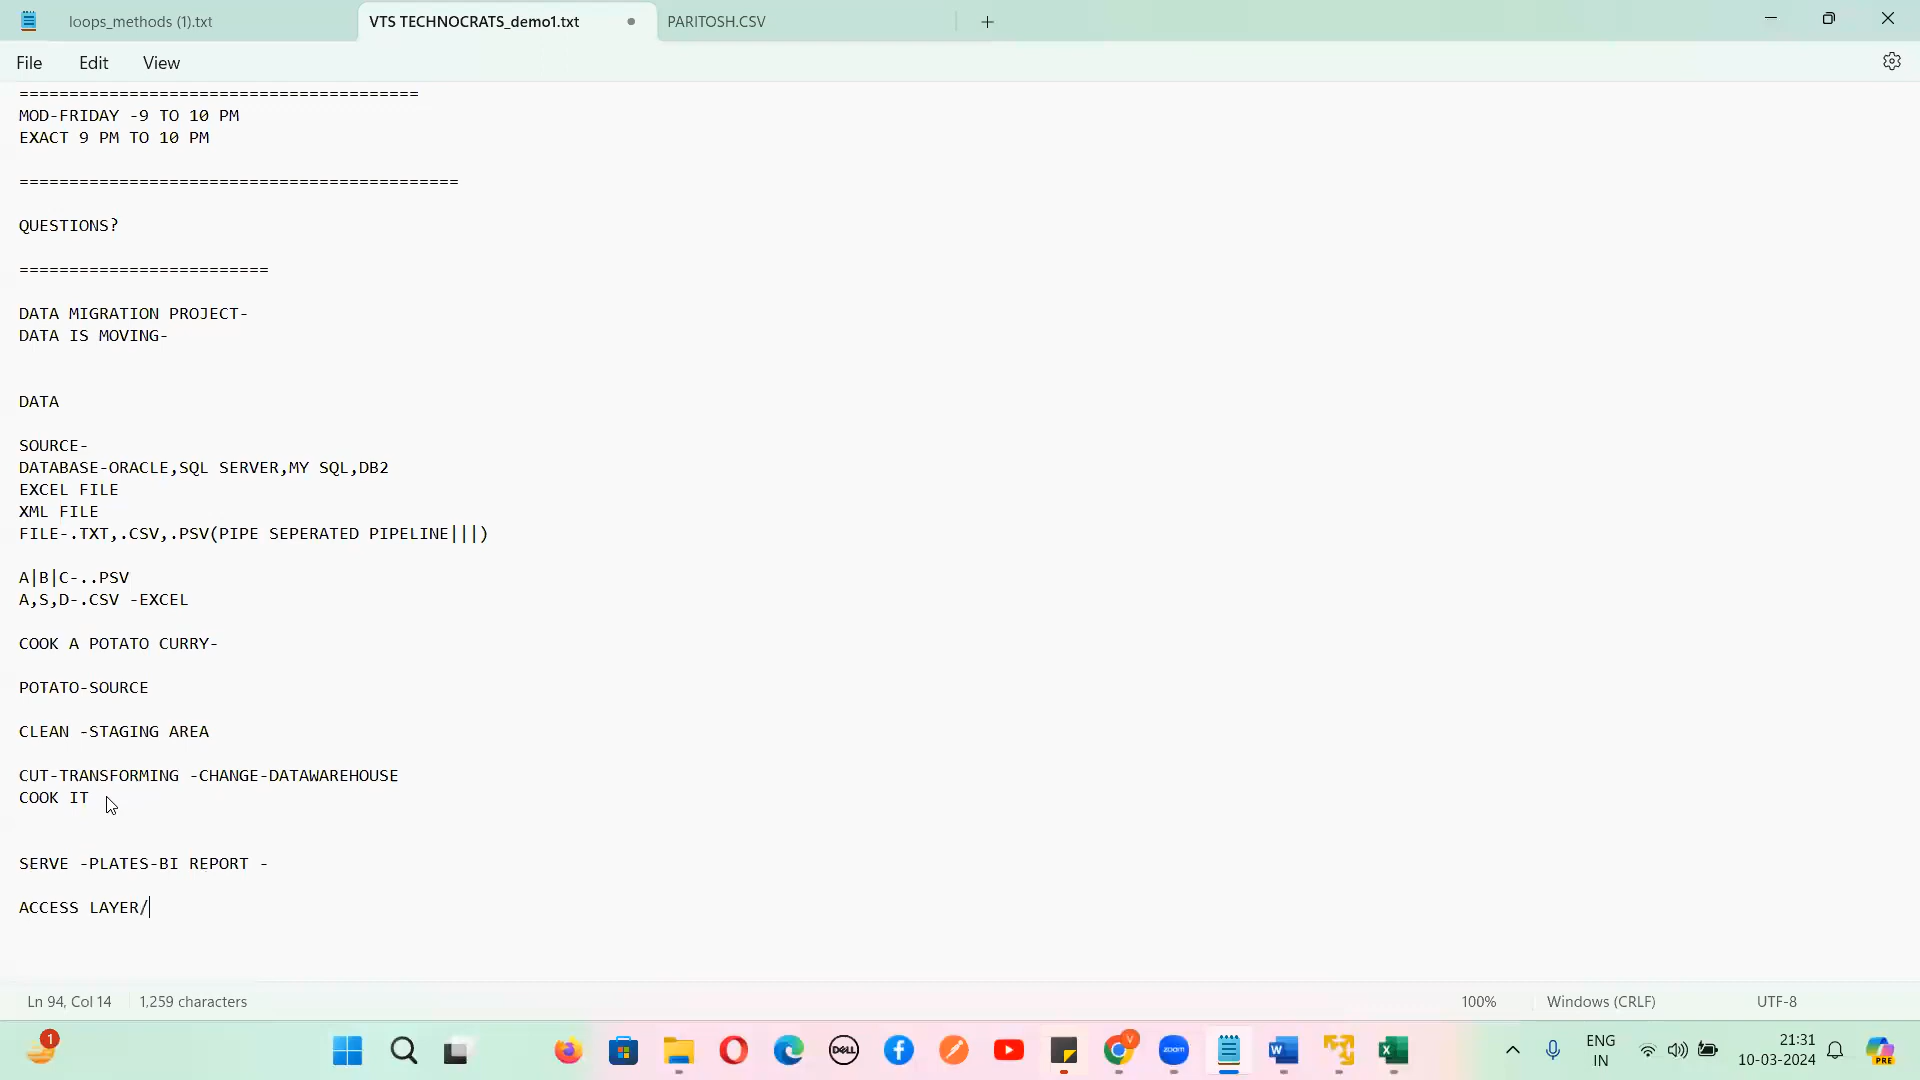 loops_methods (1).txt
VTS TECHNOCRATS_demo1.txt
PARITOSH.CSV
File
Edit
View
========================================
MOD-FRIDAY -9 TO 10 PM
EXACT 9 PM TO 10 PM
============================================
QUESTIONS?
=========================
DATA MIGRATION PROJECT-
DATA IS MOVING-
DATA
SOURCE-
DATABASE-ORACLE,SQL SERVER,MY SQL,DB2
EXCEL FILE
XML FILE
FILE-.TXT,.CSV,.PSV(PIPE SEPERATED PIPELINE|||)
A|B|C-..PSV
A,S,D-.CSV -EXCEL
COOK A POTATO CURRY-
POTATO-SOURCE
CLEAN -STAGING AREA
CUT-TRANSFORMING -CHANGE-DATAWAREHOUSE
COOK IT
SERVE -PLATES-BI REPORT -
ACCESS LAYER/
Ln 94, Col 14
1,259 characters
100%
Windows (CRLF)
UTF-8
1
DELL
V
zoom
W
X
ENG
IN
21:31
10-03-2024
PRE